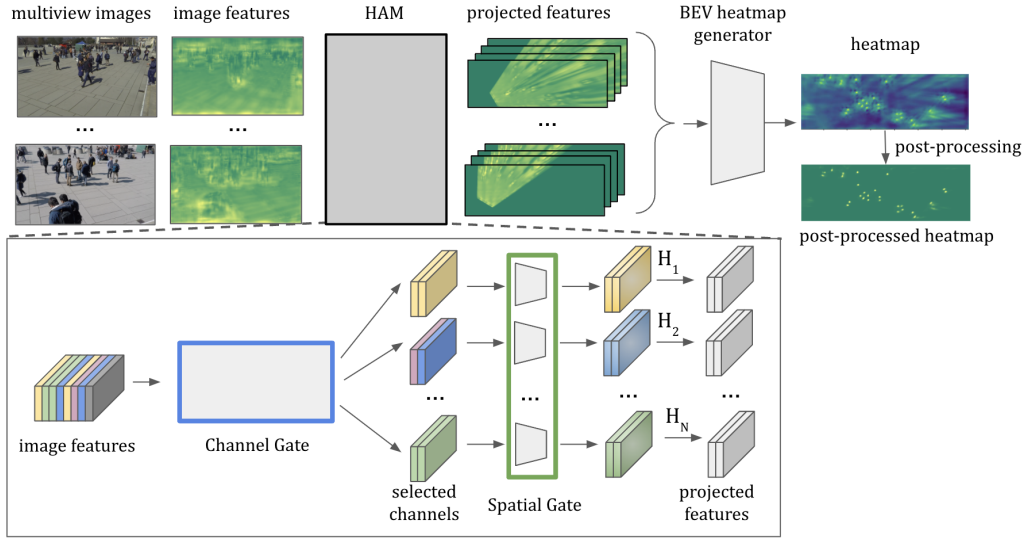 multiview images
image features
HAM
projected features
BEV heatmap
generator
heatmap
...
...
...
post-processing
post-processed heatmap
H1
H2
...
...
...
...
HN
image features
Channel Gate
selected
channels
Spatial Gate
projected
features